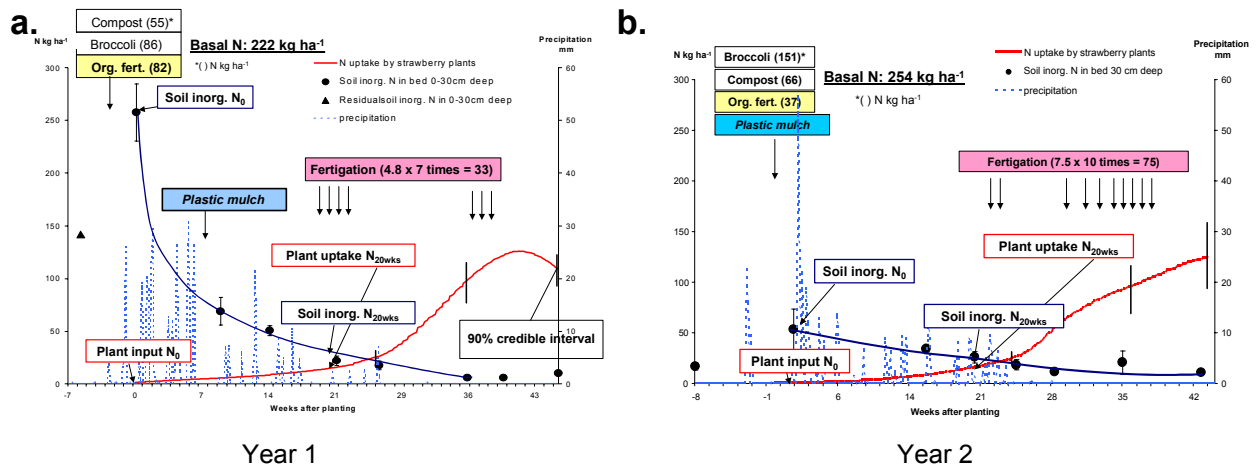 a.
N kg ha-1
Compost (55)*
Broccoli (86)
Org. fert. (82)
Basal N: 222 kg ha-1
*( ) N kg ha-1
Precipitation
mm
N uptake by strawberry plants
Soil inorg. N in bed 0-30cm deep
Residualsoil inorg. N in 0-30cm deep
precipitation
300
250
200
150
100
50
0
60
50
40
30
20
10
0
Soil inorg. N0
Fertigation (4.8 x 7 times = 33)
Plastic mulch
Plant uptake N20wks
Soil inorg. N20wks
90% credible interval
Plant input N0
-7 0 7 14 21 29 36 43
Weeks after planting
Year 1
b.
N kg ha-1
Broccoli (151)*
Compost (66)
Org. fert. (37)
Plastic mulch
Basal N: 254 kg ha-1
*( ) N kg ha-1
Precipitation
mm
N uptake by strawberry plants
Soil inorg. N in bed 30 cm deep
precipitation
300
250
200
150
100
50
0
60
50
40
30
20
10
0
Fertigation (7.5 x 10 times = 75)
Plant uptake N20wks
Soil inorg. N0
Soil inorg. N20wks
Plant input N0
-8 -1 7 14 21 28 35 42
Weeks after planting
Year 2